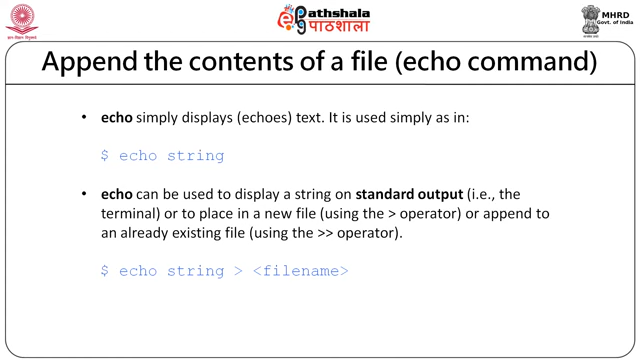 Pathshala
पाठशाला
MHRD
Govt. of India
Append the contents of a file (echo command)
• echo simply displays (echoes) text. It is used simply as in:
$ echo string
• echo can be used to display a string on standard output (i.e., the
terminal) or to place in a new file (using the > operator) or append to
an already existing file (using the >> operator).
$ echo string > <filename>